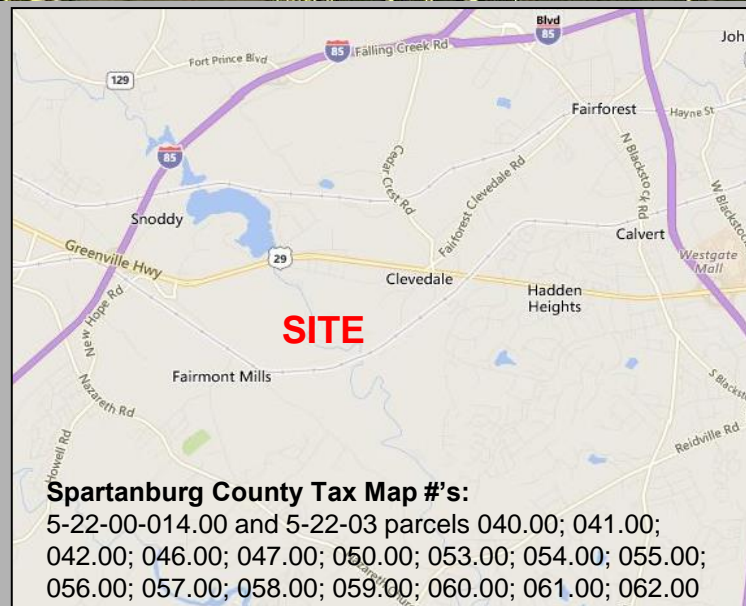 Blvd
85
85
Joh
Falling Creek Rd
Fort Prince Blvd
129
Fairforest
Hayne St
85
Cedar Crest Rd
Fairforest Clevedale Rd
N Blackstock Rd
W Blackstock
Snoddy
Calvert
Greenville Hwy
29
Westgate
Mall
Clevedale
Hadden
Heights
New Hope Rd
SITE
Fairmont Mills
S Blacksto
Nazareth Rd
Reidville Rd
Howell Rd
Spartanburg County Tax Map #'s:
5-22-00-014.00 and 5-22-03 parcels 040.00; 041.00;
042.00; 046.00; 047.00; 050.00; 053.00; 054.00; 055.00;
056.00; 057.00; 058.00; 059.00; 060.00; 061.00; 062.00